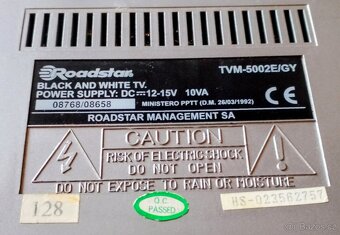 Roadstar TVM-5002E/GY
BLACK AND WHITE TV.
POWER SUPPLY: DC⎓12-15V 10VA
08768/08658 MINISTERO PPTT (D.M. 26/03/1992) CE
ROADSTAR MANAGEMENT SA
CAUTION
RISK OF ELECTRIC SHOCK
DO NOT OPEN
DO NOT EXPOSE TO RAIN OR MOISTURE
128
Q.C.
PASSED
HS-023562757